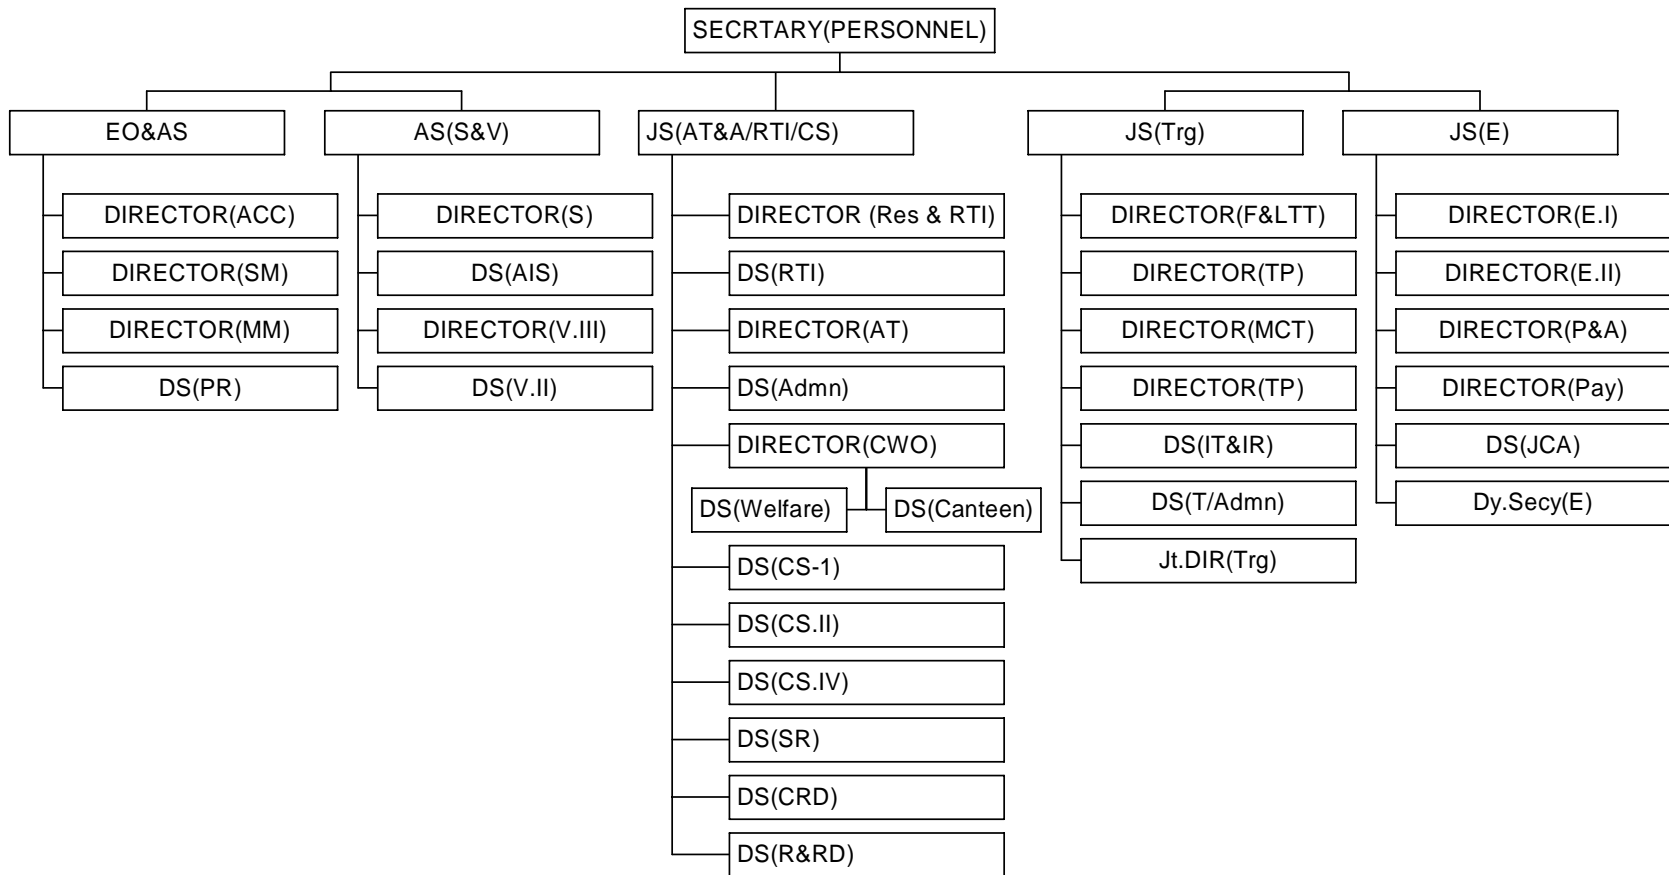 SECRTARY(PERSONNEL)
EO&AS
AS(S&V)
JS(AT&A/RTI/CS)
JS(Trg)
JS(E)
DIRECTOR(ACC)
DIRECTOR(SM)
DIRECTOR(MM)
DS(PR)
DIRECTOR(S)
DS(AIS)
DIRECTOR(V.III)
DS(V.II)
DIRECTOR (Res & RTI)
DS(RTI)
DIRECTOR(AT)
DS(Admn)
DIRECTOR(CWO)
DS(Welfare)
DS(Canteen)
DS(CS-1)
DS(CS.II)
DS(CS.IV)
DS(SR)
DS(CRD)
DS(R&RD)
DIRECTOR(F&LTT)
DIRECTOR(TP)
DIRECTOR(MCT)
DIRECTOR(TP)
DS(IT&IR)
DS(T/Admn)
Jt.DIR(Trg)
DIRECTOR(E.I)
DIRECTOR(E.II)
DIRECTOR(P&A)
DIRECTOR(Pay)
DS(JCA)
Dy.Secy(E)